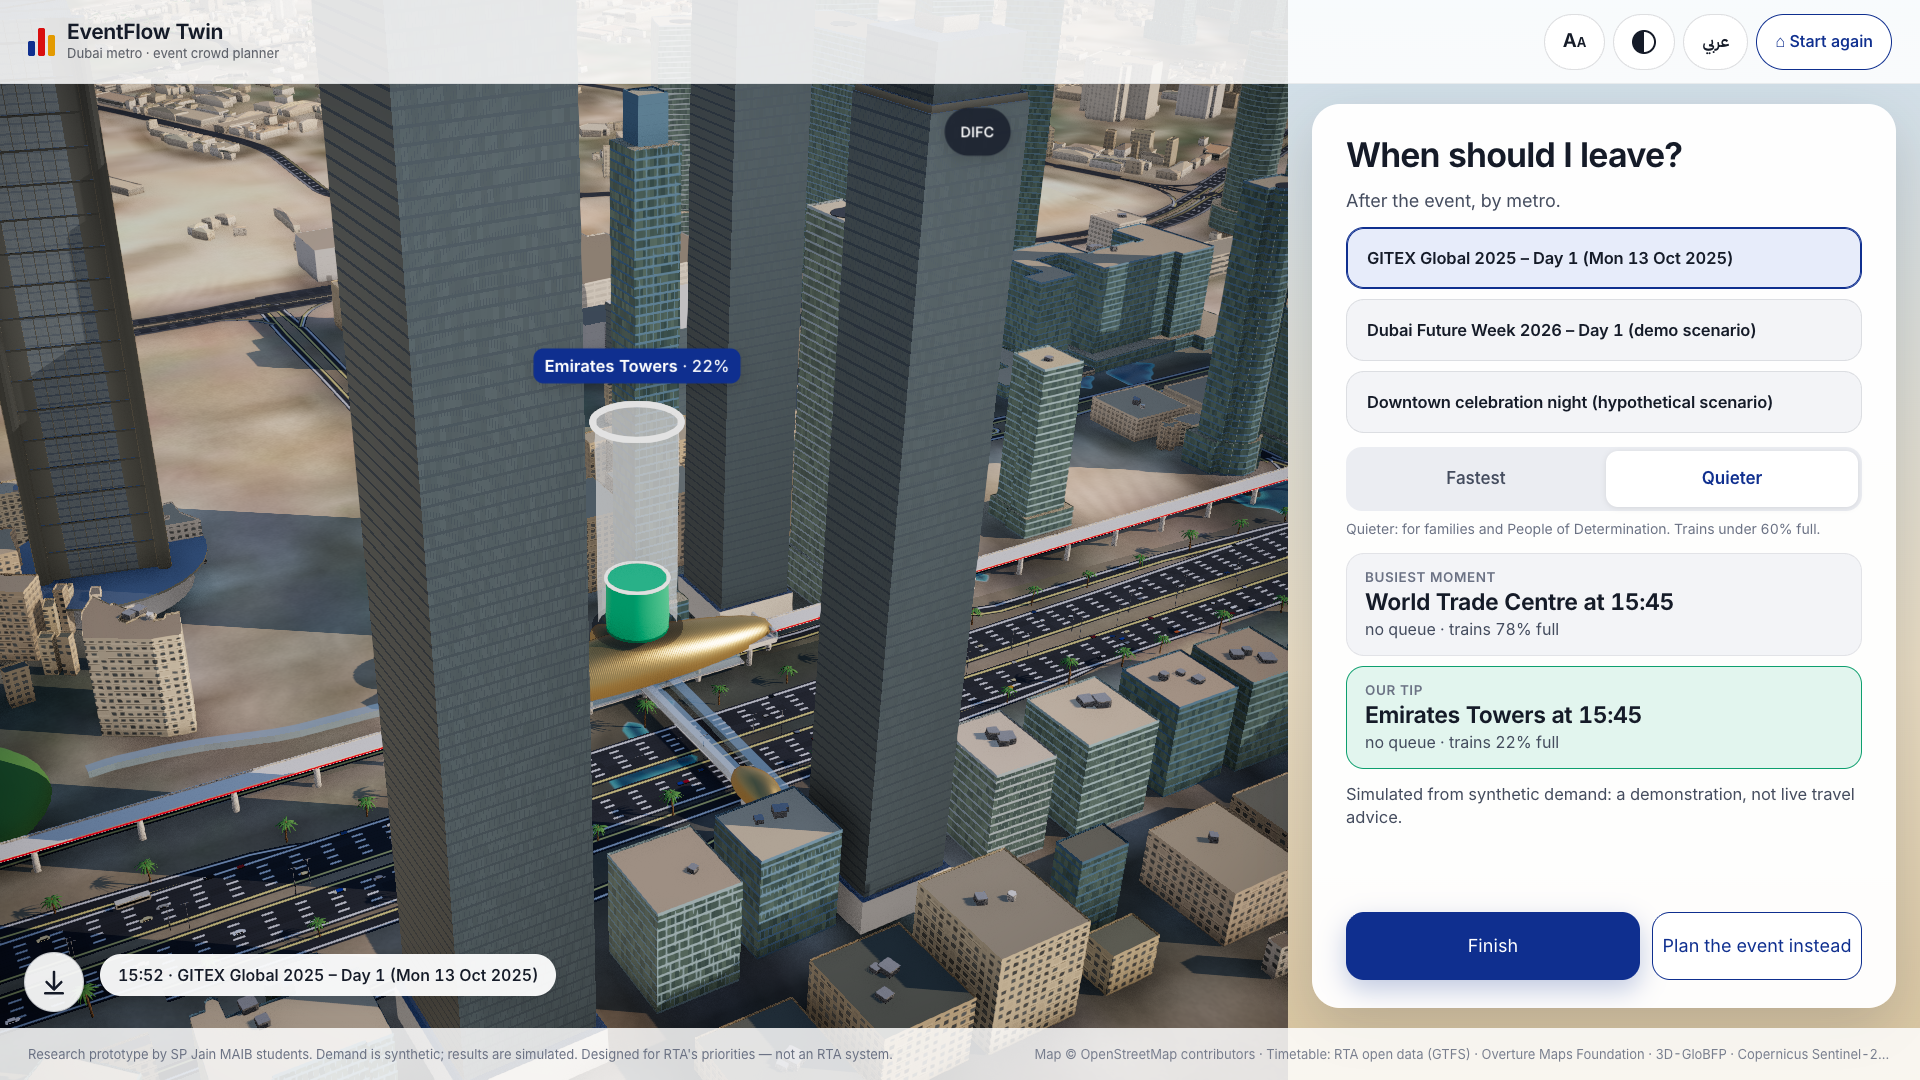 EventFlow Twin
Dubai metro · event crowd planner
AA
عربي
⌂ Start again
DIFC
Emirates Towers · 22%
15:52 · GITEX Global 2025 – Day 1 (Mon 13 Oct 2025)
When should I leave?
After the event, by metro.
GITEX Global 2025 – Day 1 (Mon 13 Oct 2025)
Dubai Future Week 2026 – Day 1 (demo scenario)
Downtown celebration night (hypothetical scenario)
Fastest
Quieter
Quieter: for families and People of Determination. Trains under 60% full.
BUSIEST MOMENT
World Trade Centre at 15:45
no queue · trains 78% full
OUR TIP
Emirates Towers at 15:45
no queue · trains 22% full
Simulated from synthetic demand: a demonstration, not live travel
advice.
Finish
Plan the event instead
Research prototype by SP Jain MAIB students. Demand is synthetic; results are simulated. Designed for RTA's priorities — not an RTA system.
Map © OpenStreetMap contributors · Timetable: RTA open data (GTFS) · Overture Maps Foundation · 3D-GloBFP · Copernicus Sentinel-2...